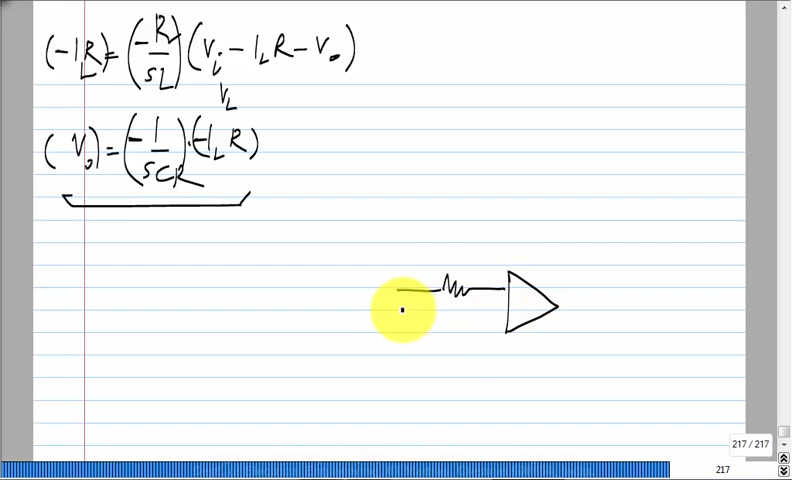 (-I_L R) = (-R/sL) (V_i - I_L R - V_o)
V_L
(V_o) = (-1/sCR) · (-I_L R)
217 / 217
217